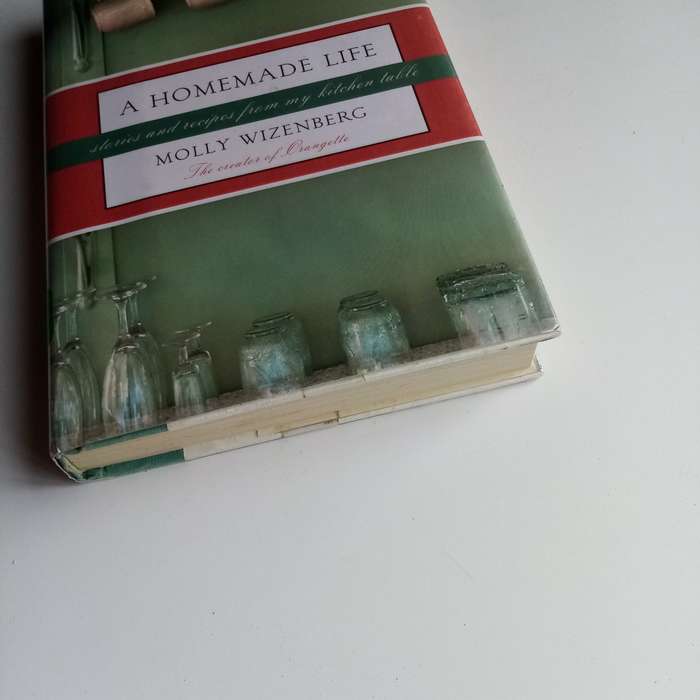 A HOMEMADE LIFE
stories and recipes from my kitchen table
MOLLY WIZENBERG
The creator of Orangette